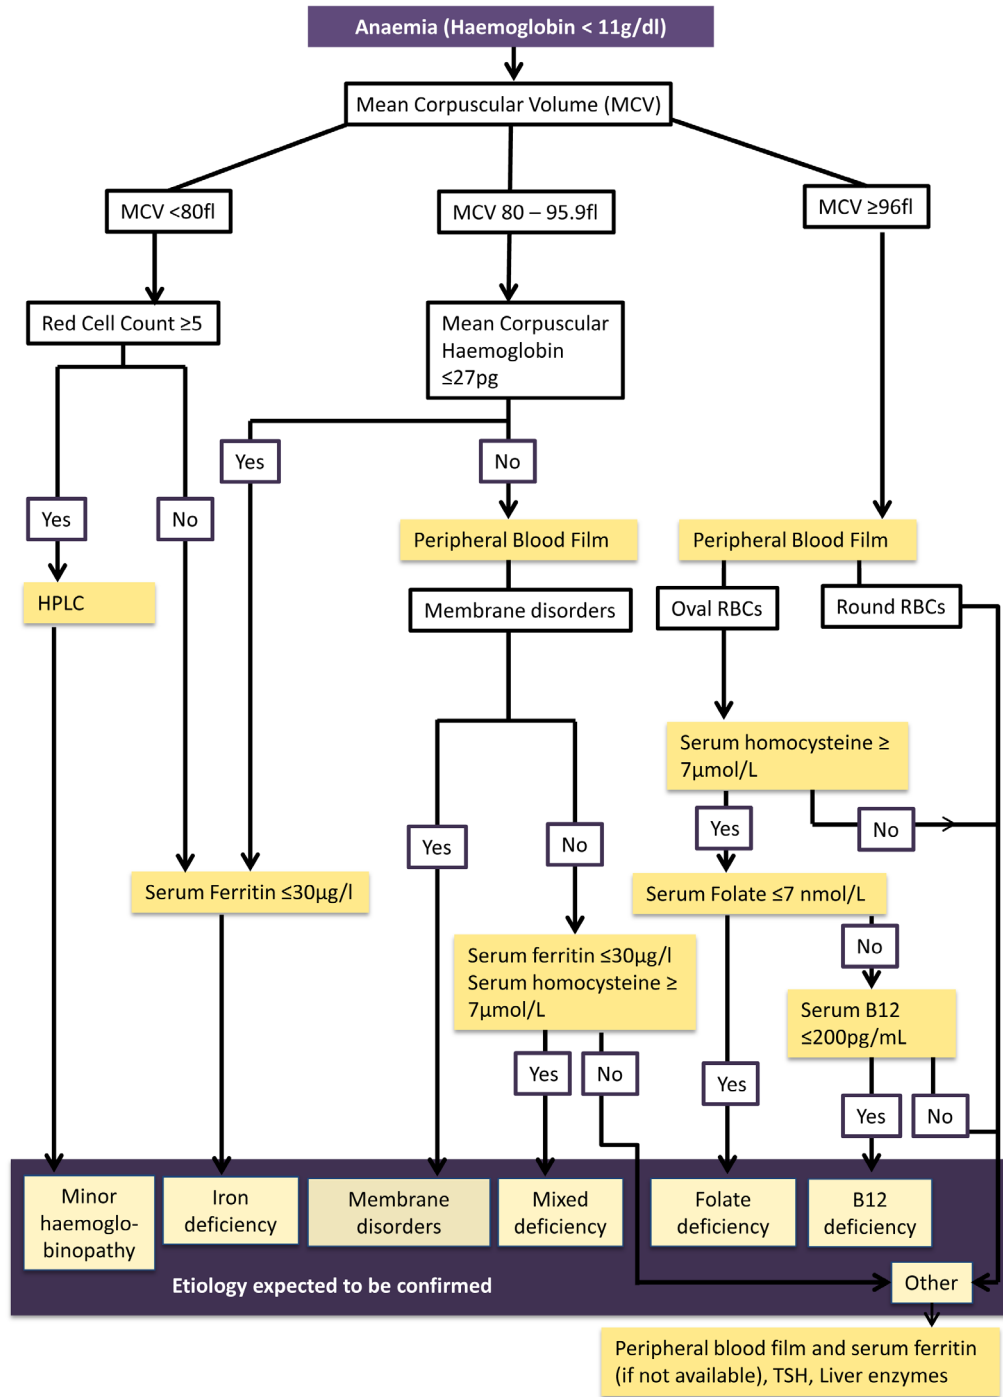 Anaemia (Haemoglobin < 11g/dl)
Mean Corpuscular Volume (MCV)
MCV <80fl
MCV 80 – 95.9fl
MCV ≥96fl
Red Cell Count ≥5
Mean Corpuscular
Haemoglobin
≤27pg
Yes
No
Yes
No
Peripheral Blood Film
Peripheral Blood Film
HPLC
Membrane disorders
Oval RBCs
Round RBCs
Serum homocysteine ≥
7µmol/L
Yes
No
Yes
No
Serum Ferritin ≤30µg/l
Serum Folate ≤7 nmol/L
No
Serum ferritin ≤30µg/l
Serum homocysteine ≥
7µmol/L
Serum B12
≤200pg/mL
Yes
No
Yes
Yes
No
Minor
haemoglo-
binopathy
Iron
deficiency
Membrane
disorders
Mixed
deficiency
Folate
deficiency
B12
deficiency
Etiology expected to be confirmed
Other
Peripheral blood film and serum ferritin
(if not available), TSH, Liver enzymes